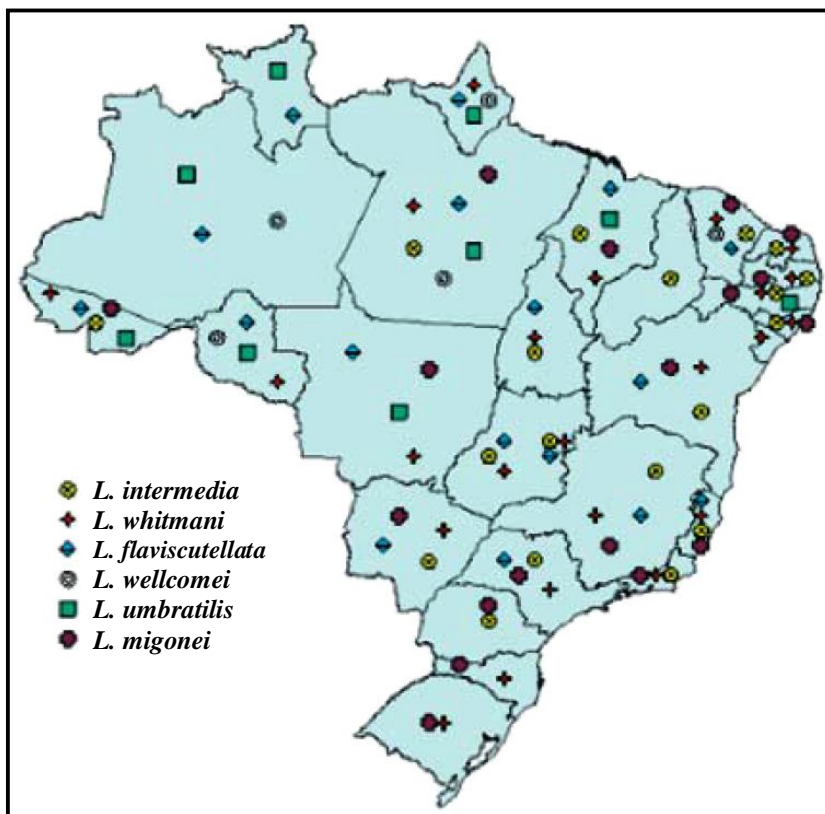 L. intermedia
L. whitmani
L. flaviscutellata
L. wellcomei
L. umbratilis
L. migonei